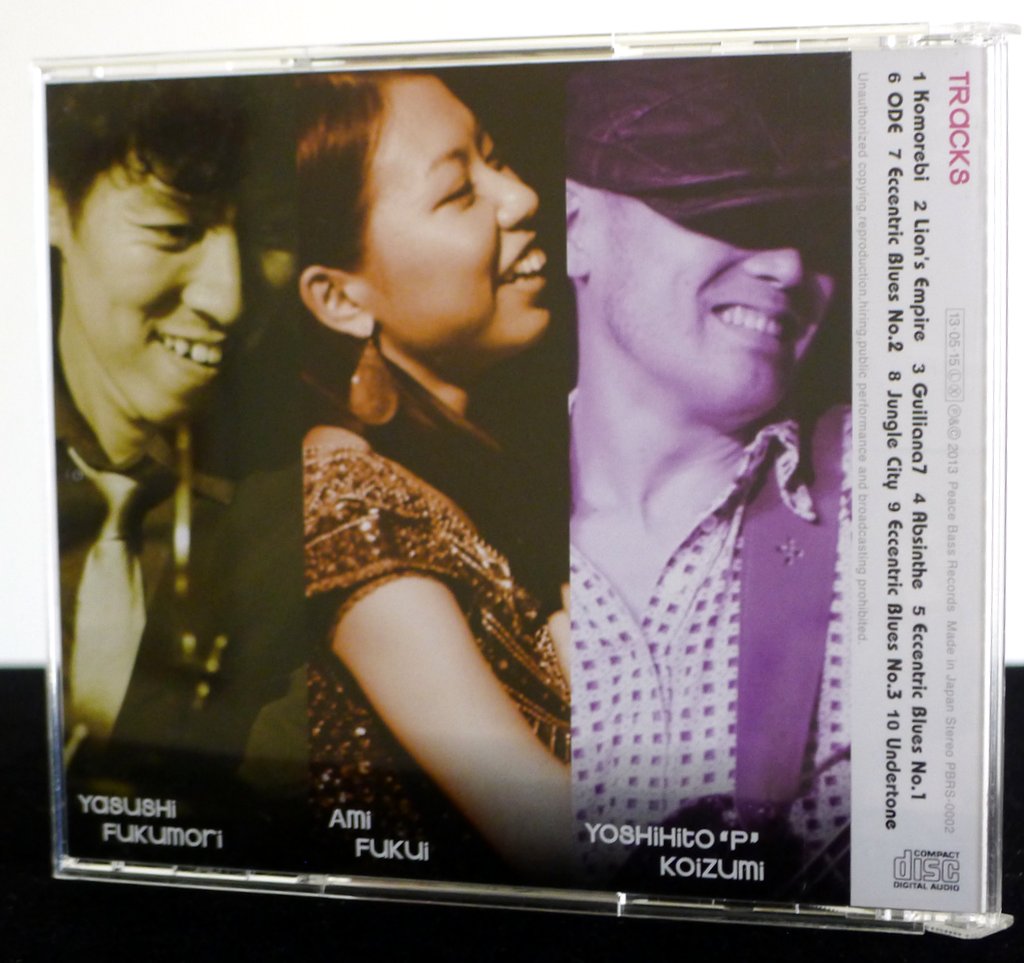 Yasushi
Fukumori
Ami
Fukui
Yoshihito "P"
Koizumi
Tracks
1 Komorebi 2 Lion's Empire 3 Guiliana7 4 Absinthe 5 Eccentric Blues No.1
6 ODE 7 Eccentric Blues No.2 8 Jungle City 9 Eccentric Blues No.3 10 Undertone
Unauthorized copying,reproduction,hiring,public performance and broadcasting prohibited.
13·05·15 Ⓛ Ⓧ ℗&© 2013 Peace Bass Records Made in Japan Stereo PBRS-0002
COMPACT
disc
DIGITAL AUDIO